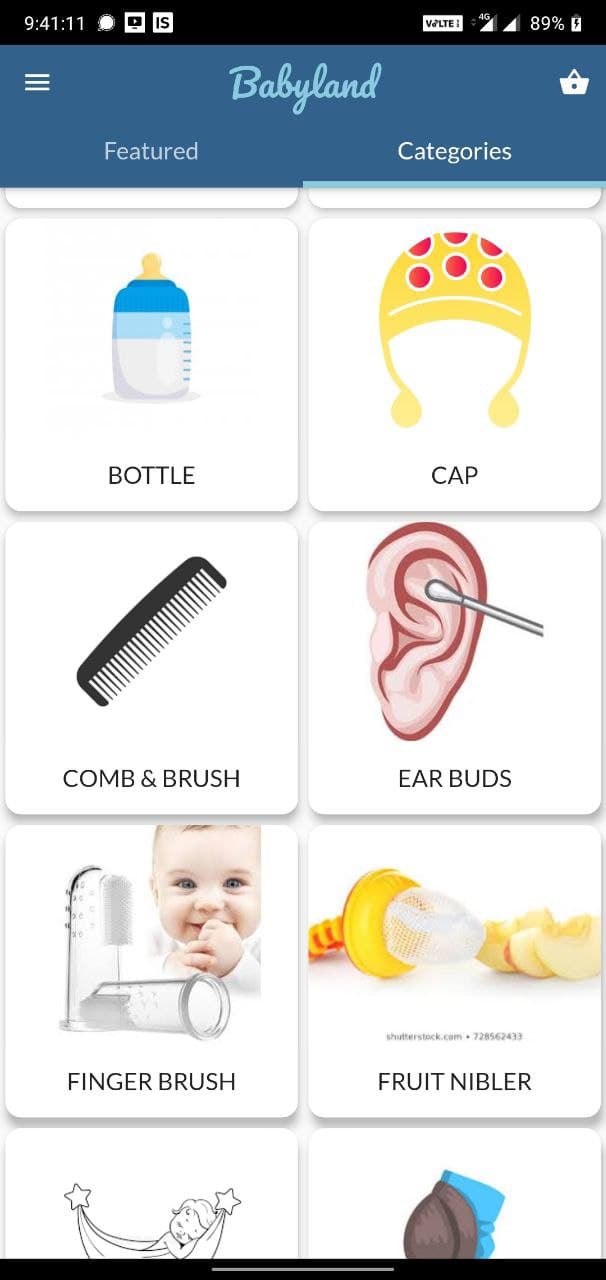 9:41:11 IS VoLTE 4G 89%
Babyland
Featured Categories
BOTTLE CAP
COMB & BRUSH EAR BUDS
shutterstock.com • 728562433
FINGER BRUSH FRUIT NIBLER